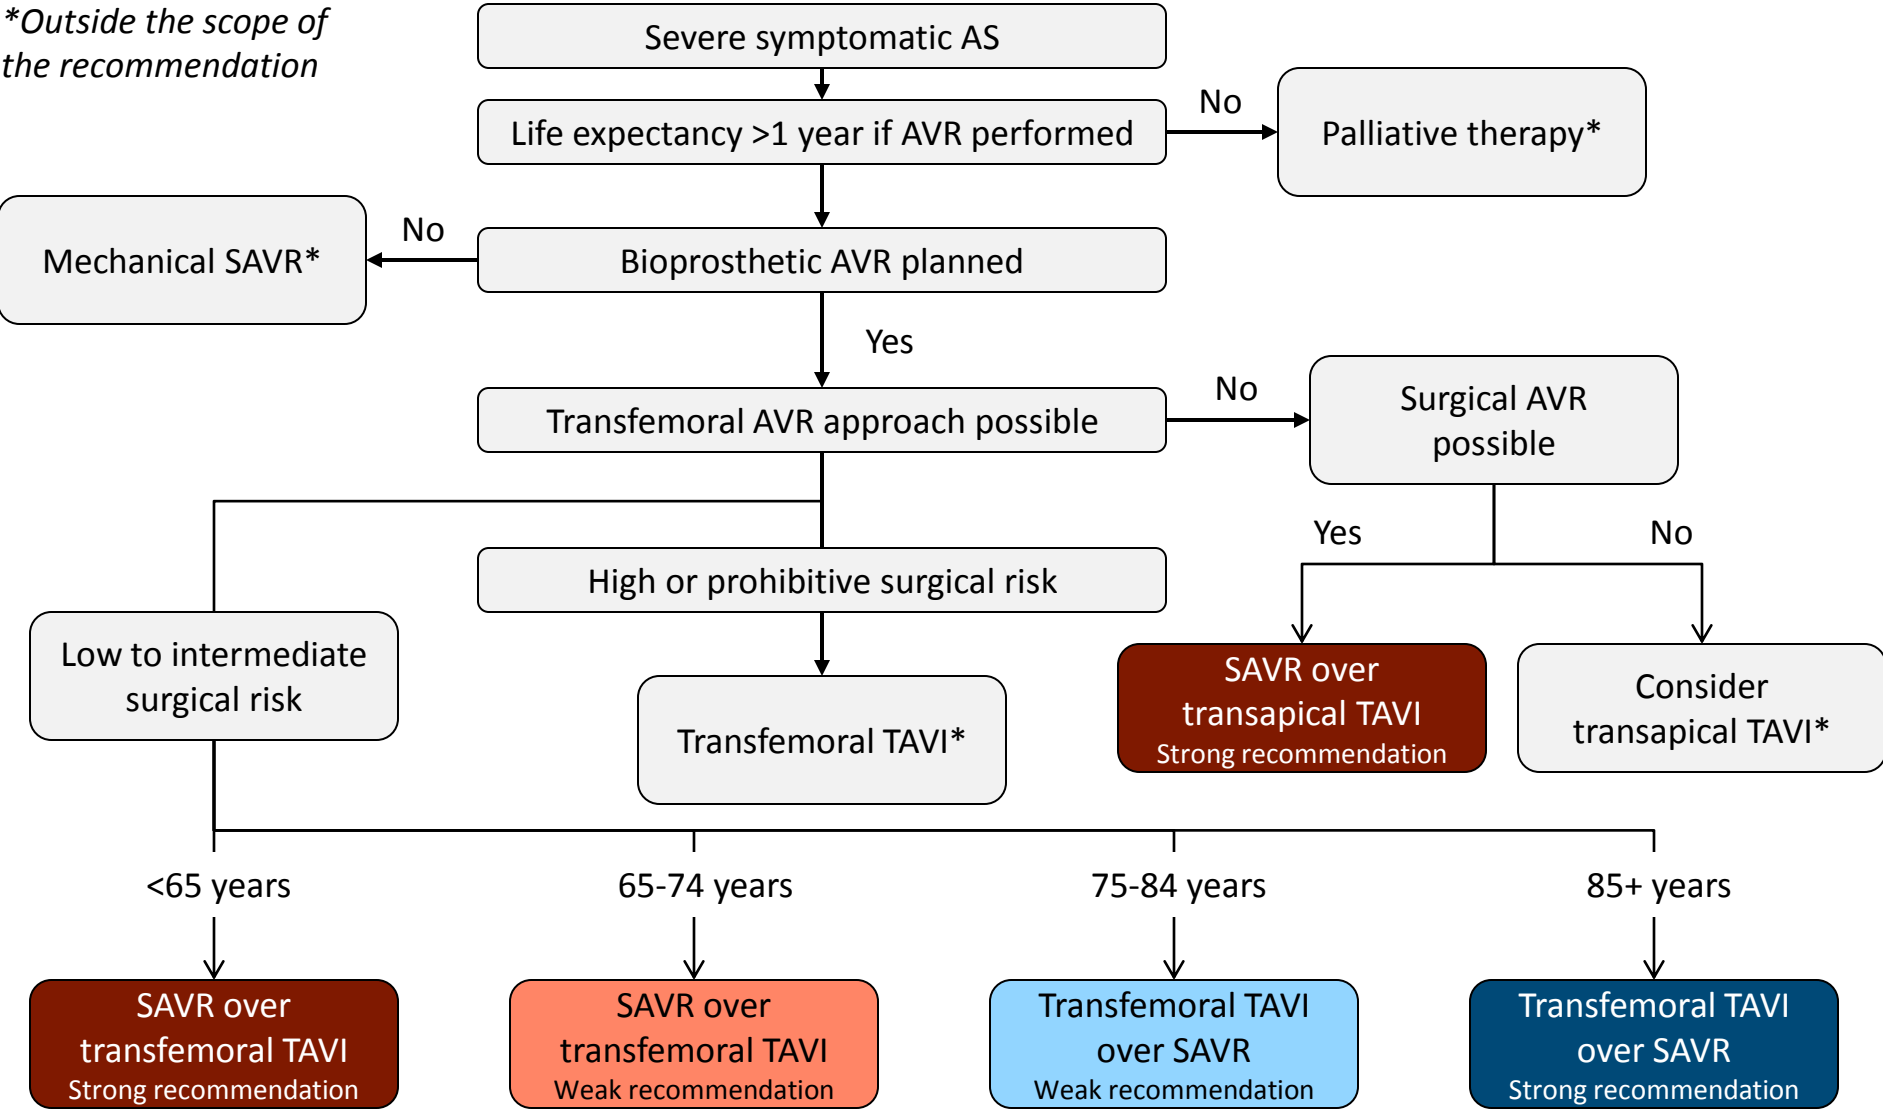 *Outside the scope of
the recommendation
Severe symptomatic AS
Life expectancy >1 year if AVR performed
No
Palliative therapy*
Bioprosthetic AVR planned
No
Mechanical SAVR*
Yes
Transfemoral AVR approach possible
No
Surgical AVR
possible
Yes
No
High or prohibitive surgical risk
Low to intermediate
surgical risk
Transfemoral TAVI*
SAVR over
transapical TAVI
Strong recommendation
Consider
transapical TAVI*
<65 years
65-74 years
75-84 years
85+ years
SAVR over
transfemoral TAVI
Strong recommendation
SAVR over
transfemoral TAVI
Weak recommendation
Transfemoral TAVI
over SAVR
Weak recommendation
Transfemoral TAVI
over SAVR
Strong recommendation